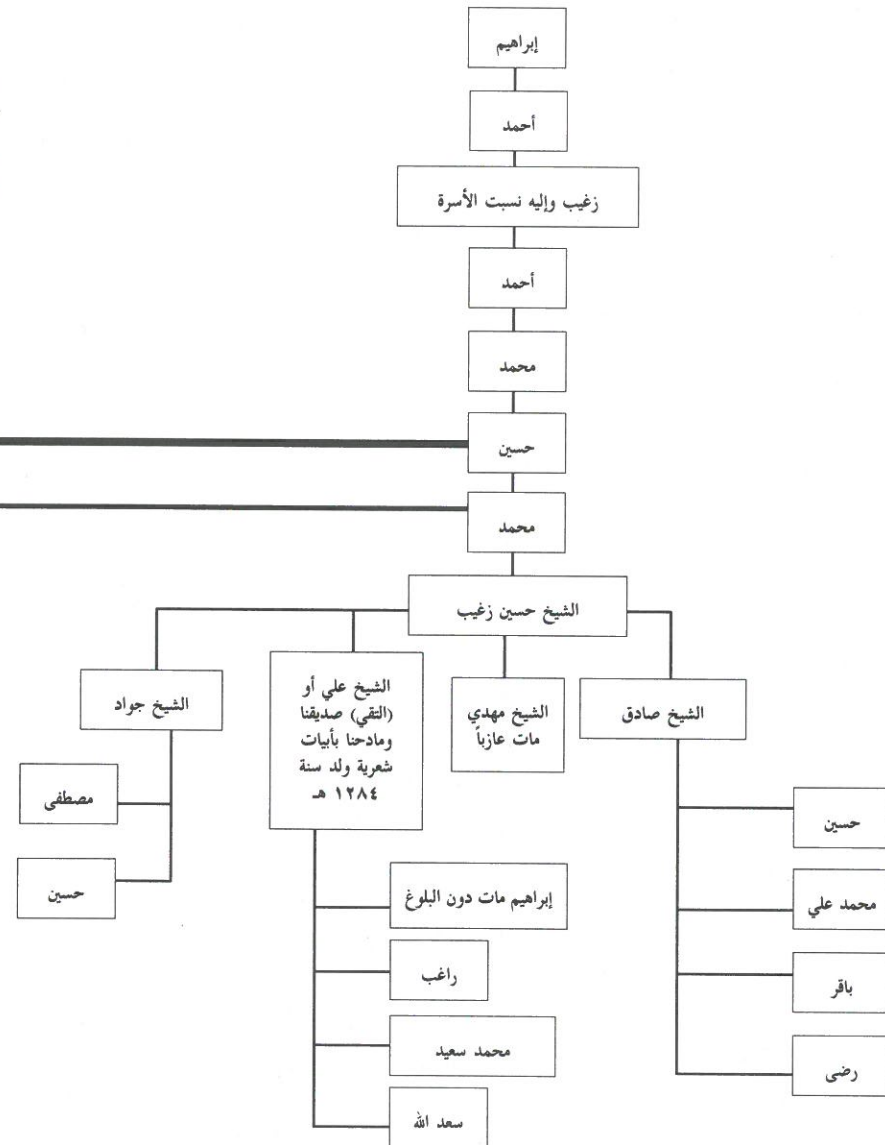 إبراهيم
أحمد
زغيب وإليه نسبت الأسرة
أحمد
محمد
حسين
محمد
الشيخ حسين زغيب
الشيخ صادق
حسين
محمد علي
باقر
رضى
الشيخ مهدي
مات عازباً
الشيخ علي أو
(التقي) صديقنا
ومادحنا بأبيات
شعرية ولد سنة
١٢٨٤ هـ
إبراهيم مات دون البلوغ
راغب
محمد سعيد
سعد الله
الشيخ جواد
مصطفى
حسين